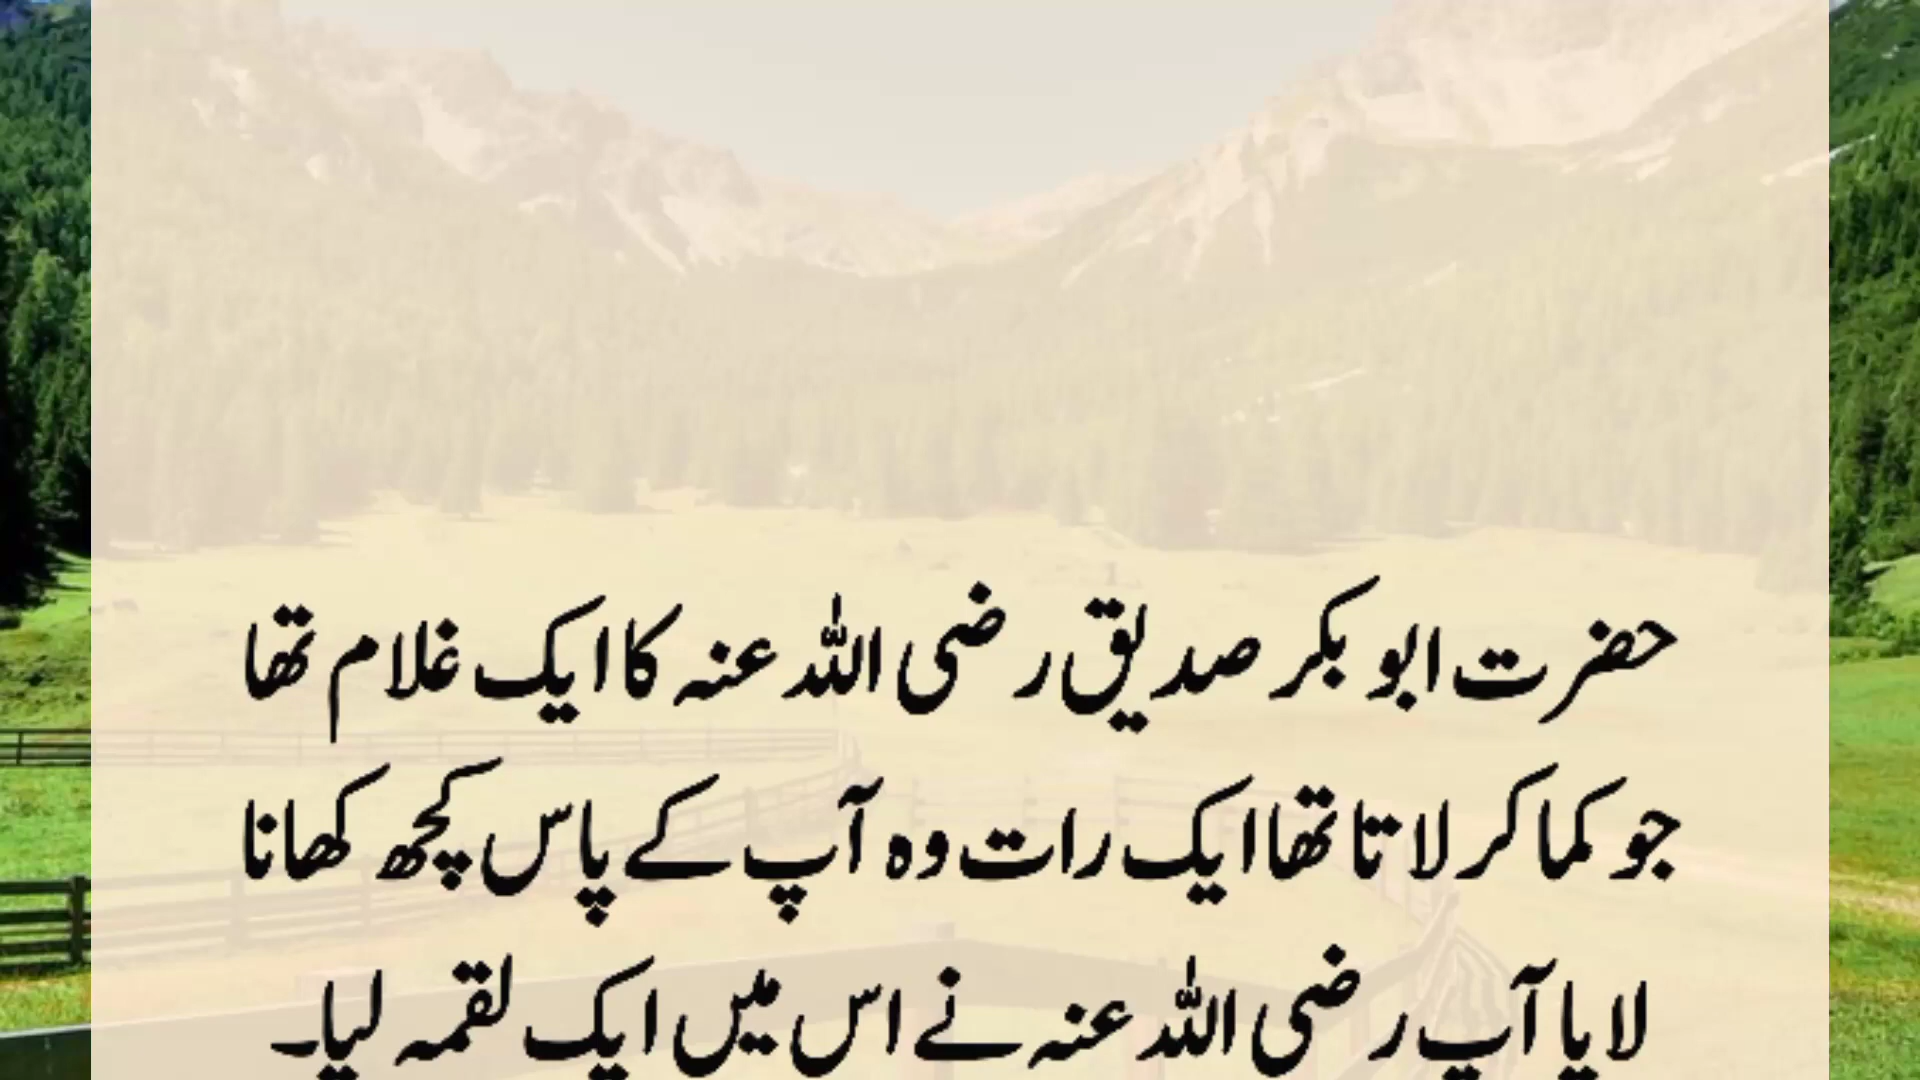 حضرت ابو بکر صدیق رضی اللہ عنہ کا ایک غلام تھا
جو کما کر لاتا تھا ایک رات وہ آپ کے پاس کچھ کھانا
لایا آپ رضی اللہ عنہ نے اس میں ایک لقمہ لیا۔